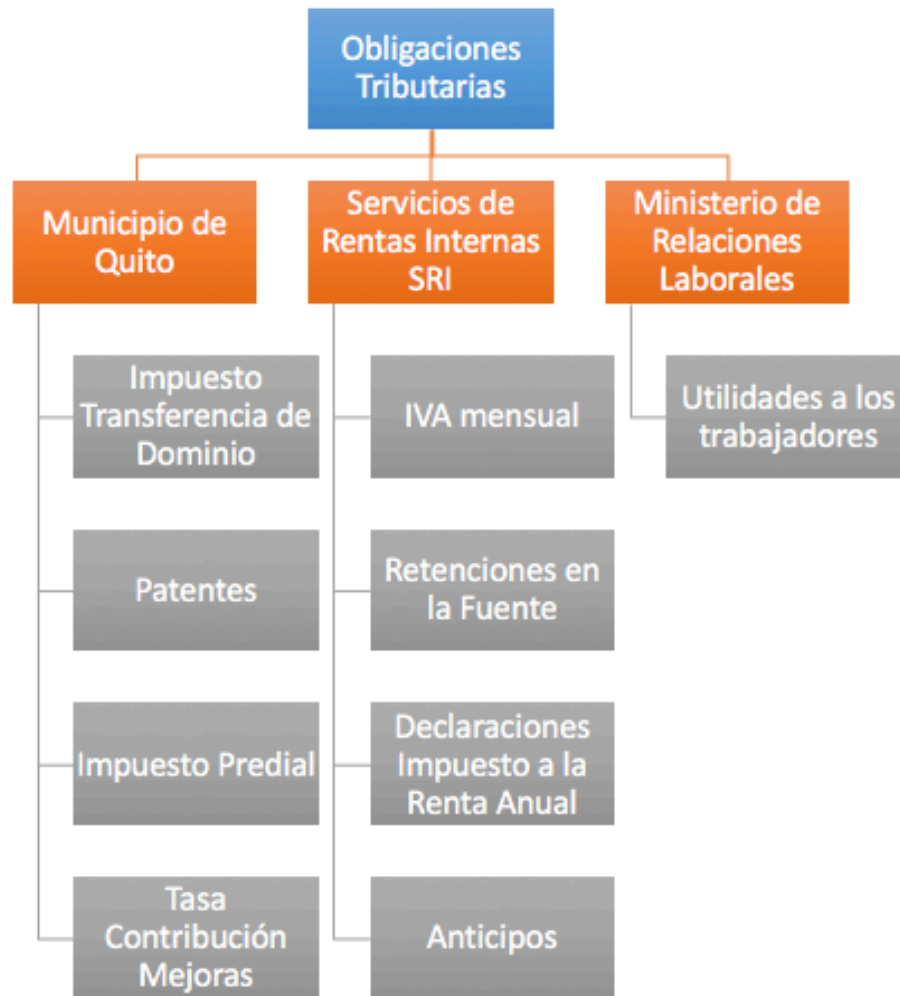 Obligaciones
Tributarias
Municipio de
Quito
Impuesto
Transferencia de
Dominio
Patentes
Impuesto Predial
Tasa
Contribución
Mejoras
Servicios de
Rentas Internas
SRI
IVA mensual
Retenciones en
la Fuente
Declaraciones
Impuesto a la
Renta Anual
Anticipos
Ministerio de
Relaciones
Laborales
Utilidades a los
trabajadores